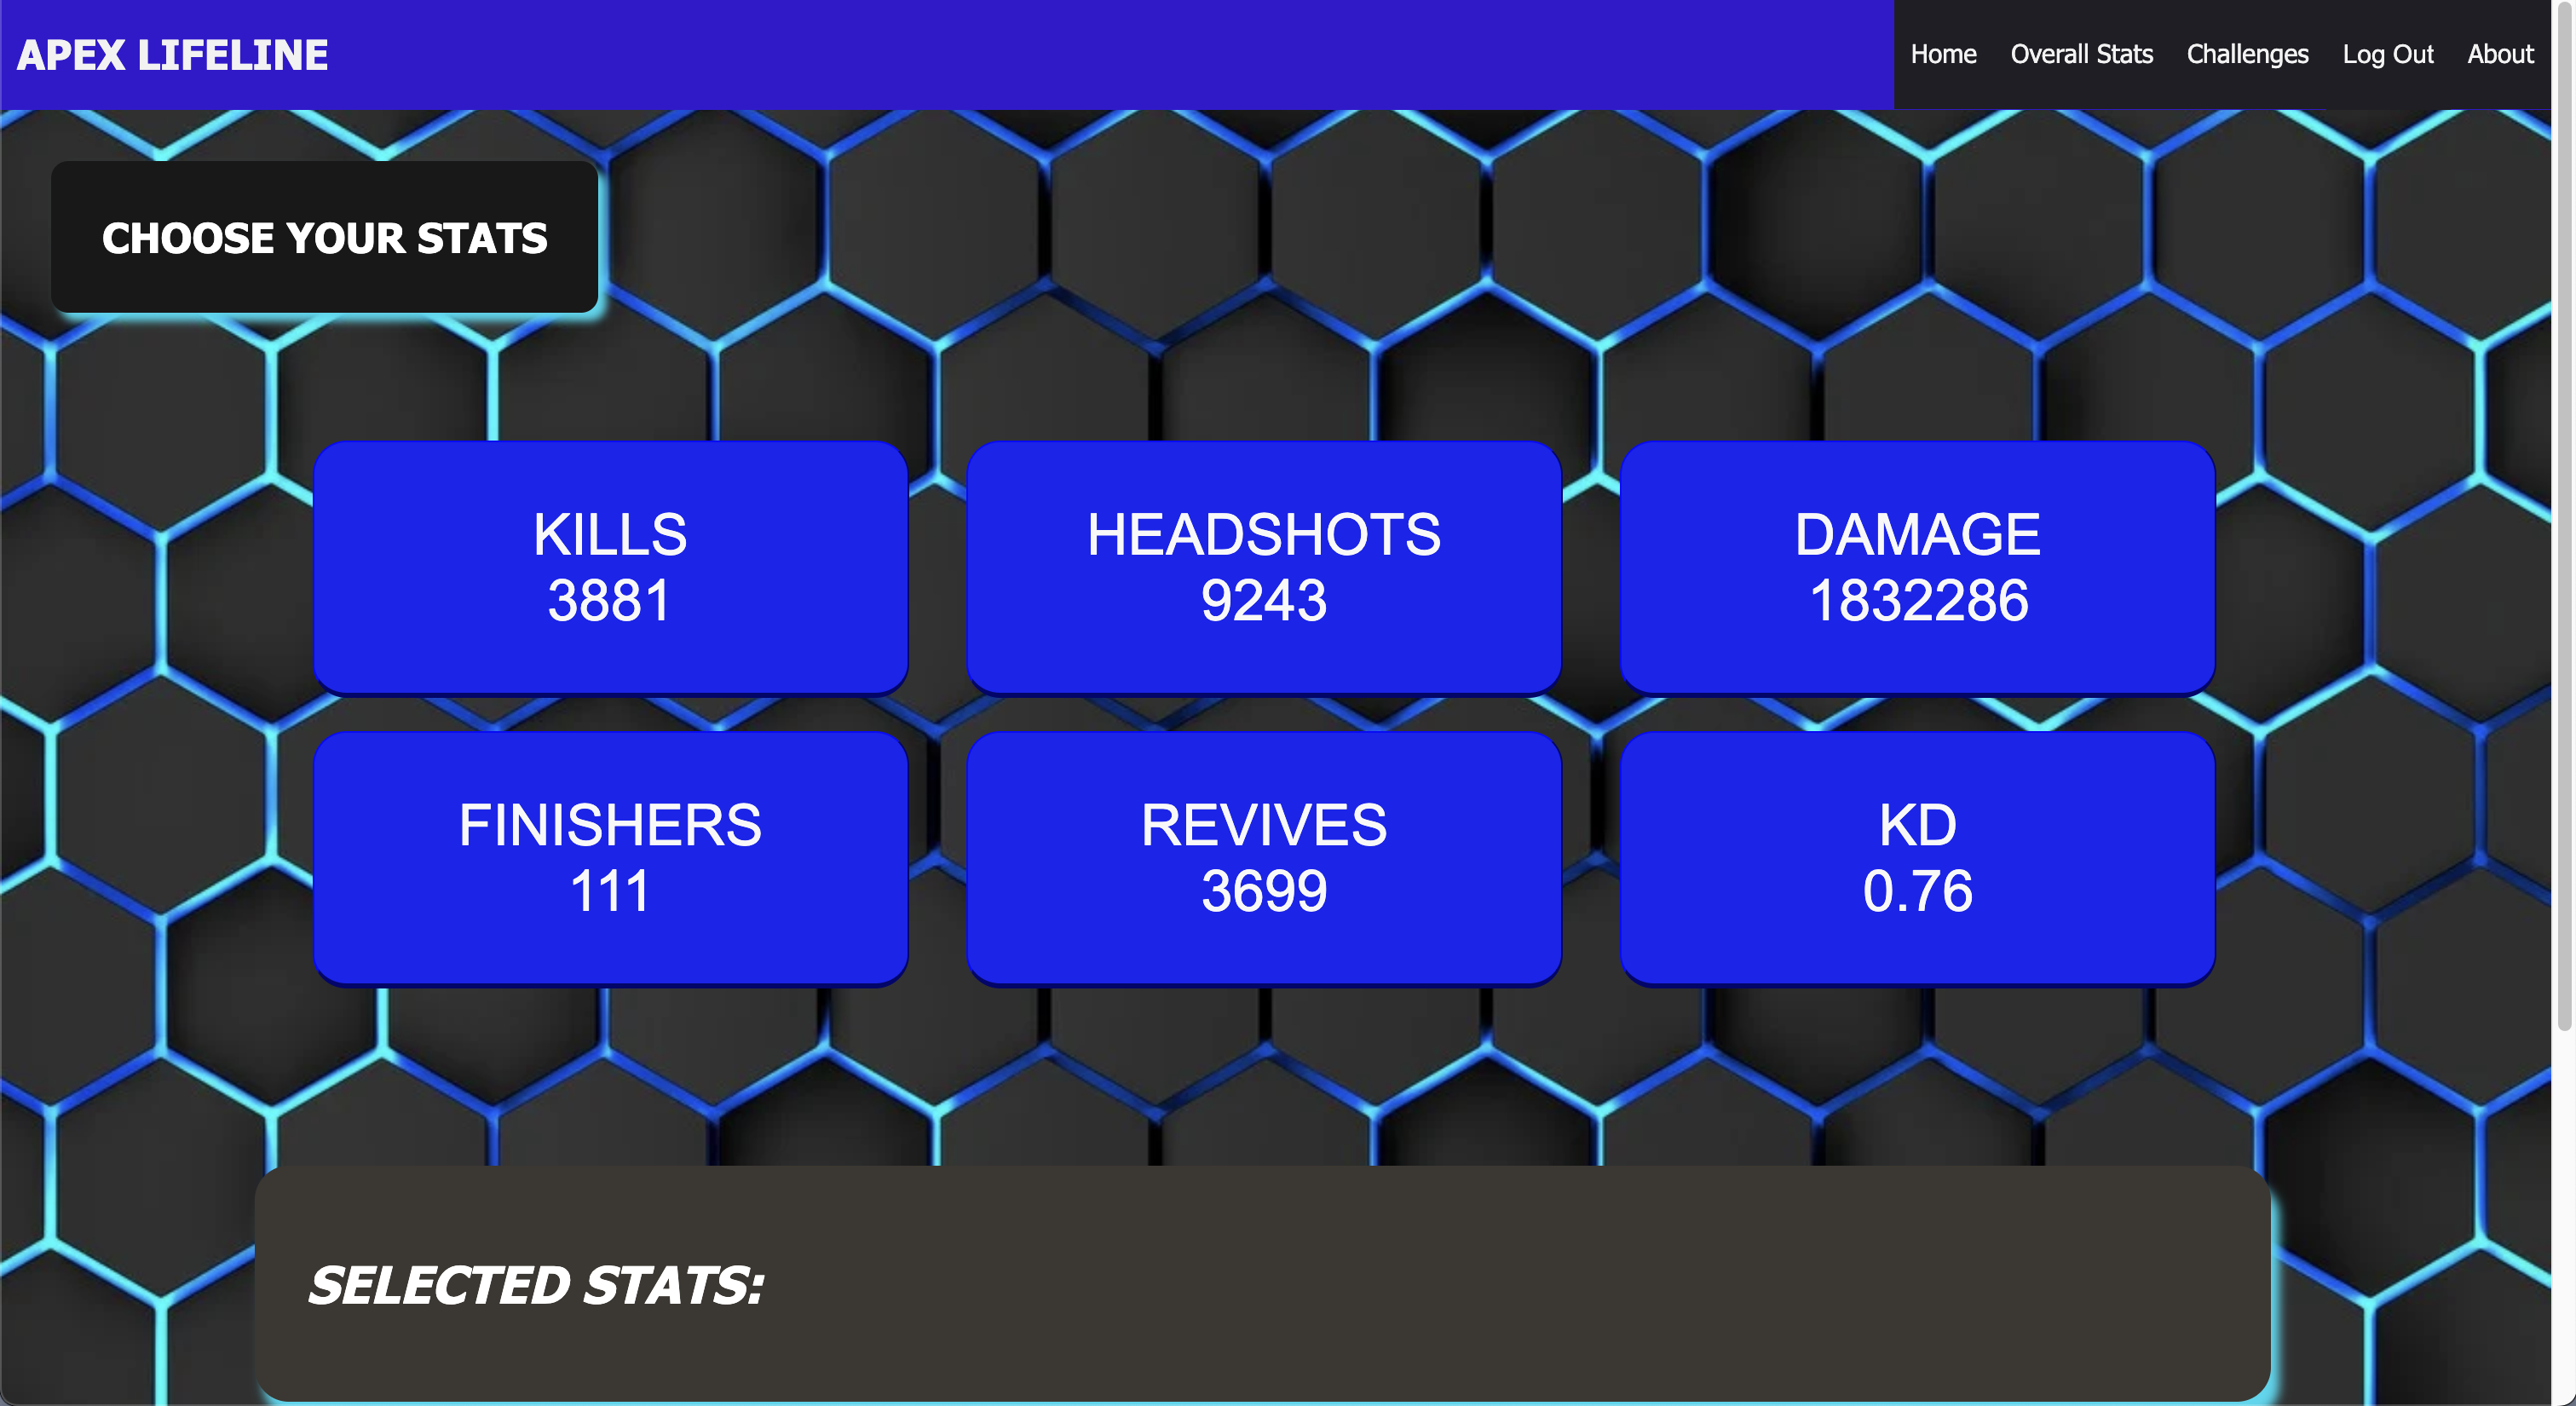 APEX LIFELINE
Home Overall Stats Challenges Log Out About
CHOOSE YOUR STATS
KILLS
3881
HEADSHOTS
9243
DAMAGE
1832286
FINISHERS
111
REVIVES
3699
KD
0.76
SELECTED STATS: